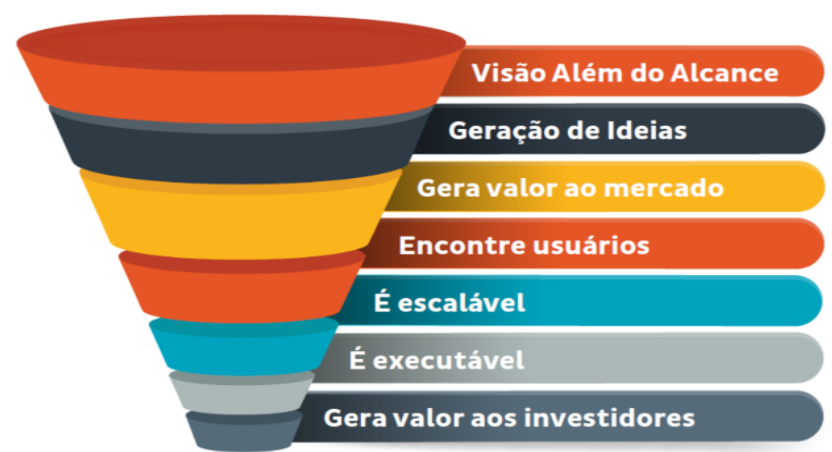 Visão Além do Alcance
Geração de Ideias
Gera valor ao mercado
Encontre usuários
É escalável
É executável
Gera valor aos investidores